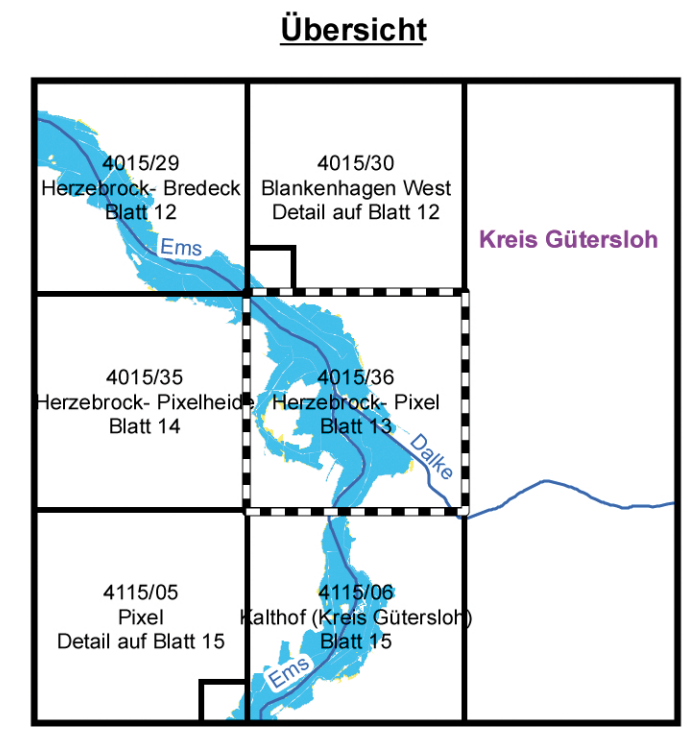 Übersicht
4015/29
Herzebrock- Bredeck
Blatt 12
4015/30
Blankenhagen West
Detail auf Blatt 12
Kreis Gütersloh
Ems
4015/35
Herzebrock- Pixelheide
Blatt 14
4015/36
Herzebrock- Pixel
Blatt 13
Dalke
4115/05
Pixel
Detail auf Blatt 15
4115/06
Kalthof (Kreis Gütersloh)
Blatt 15
Ems